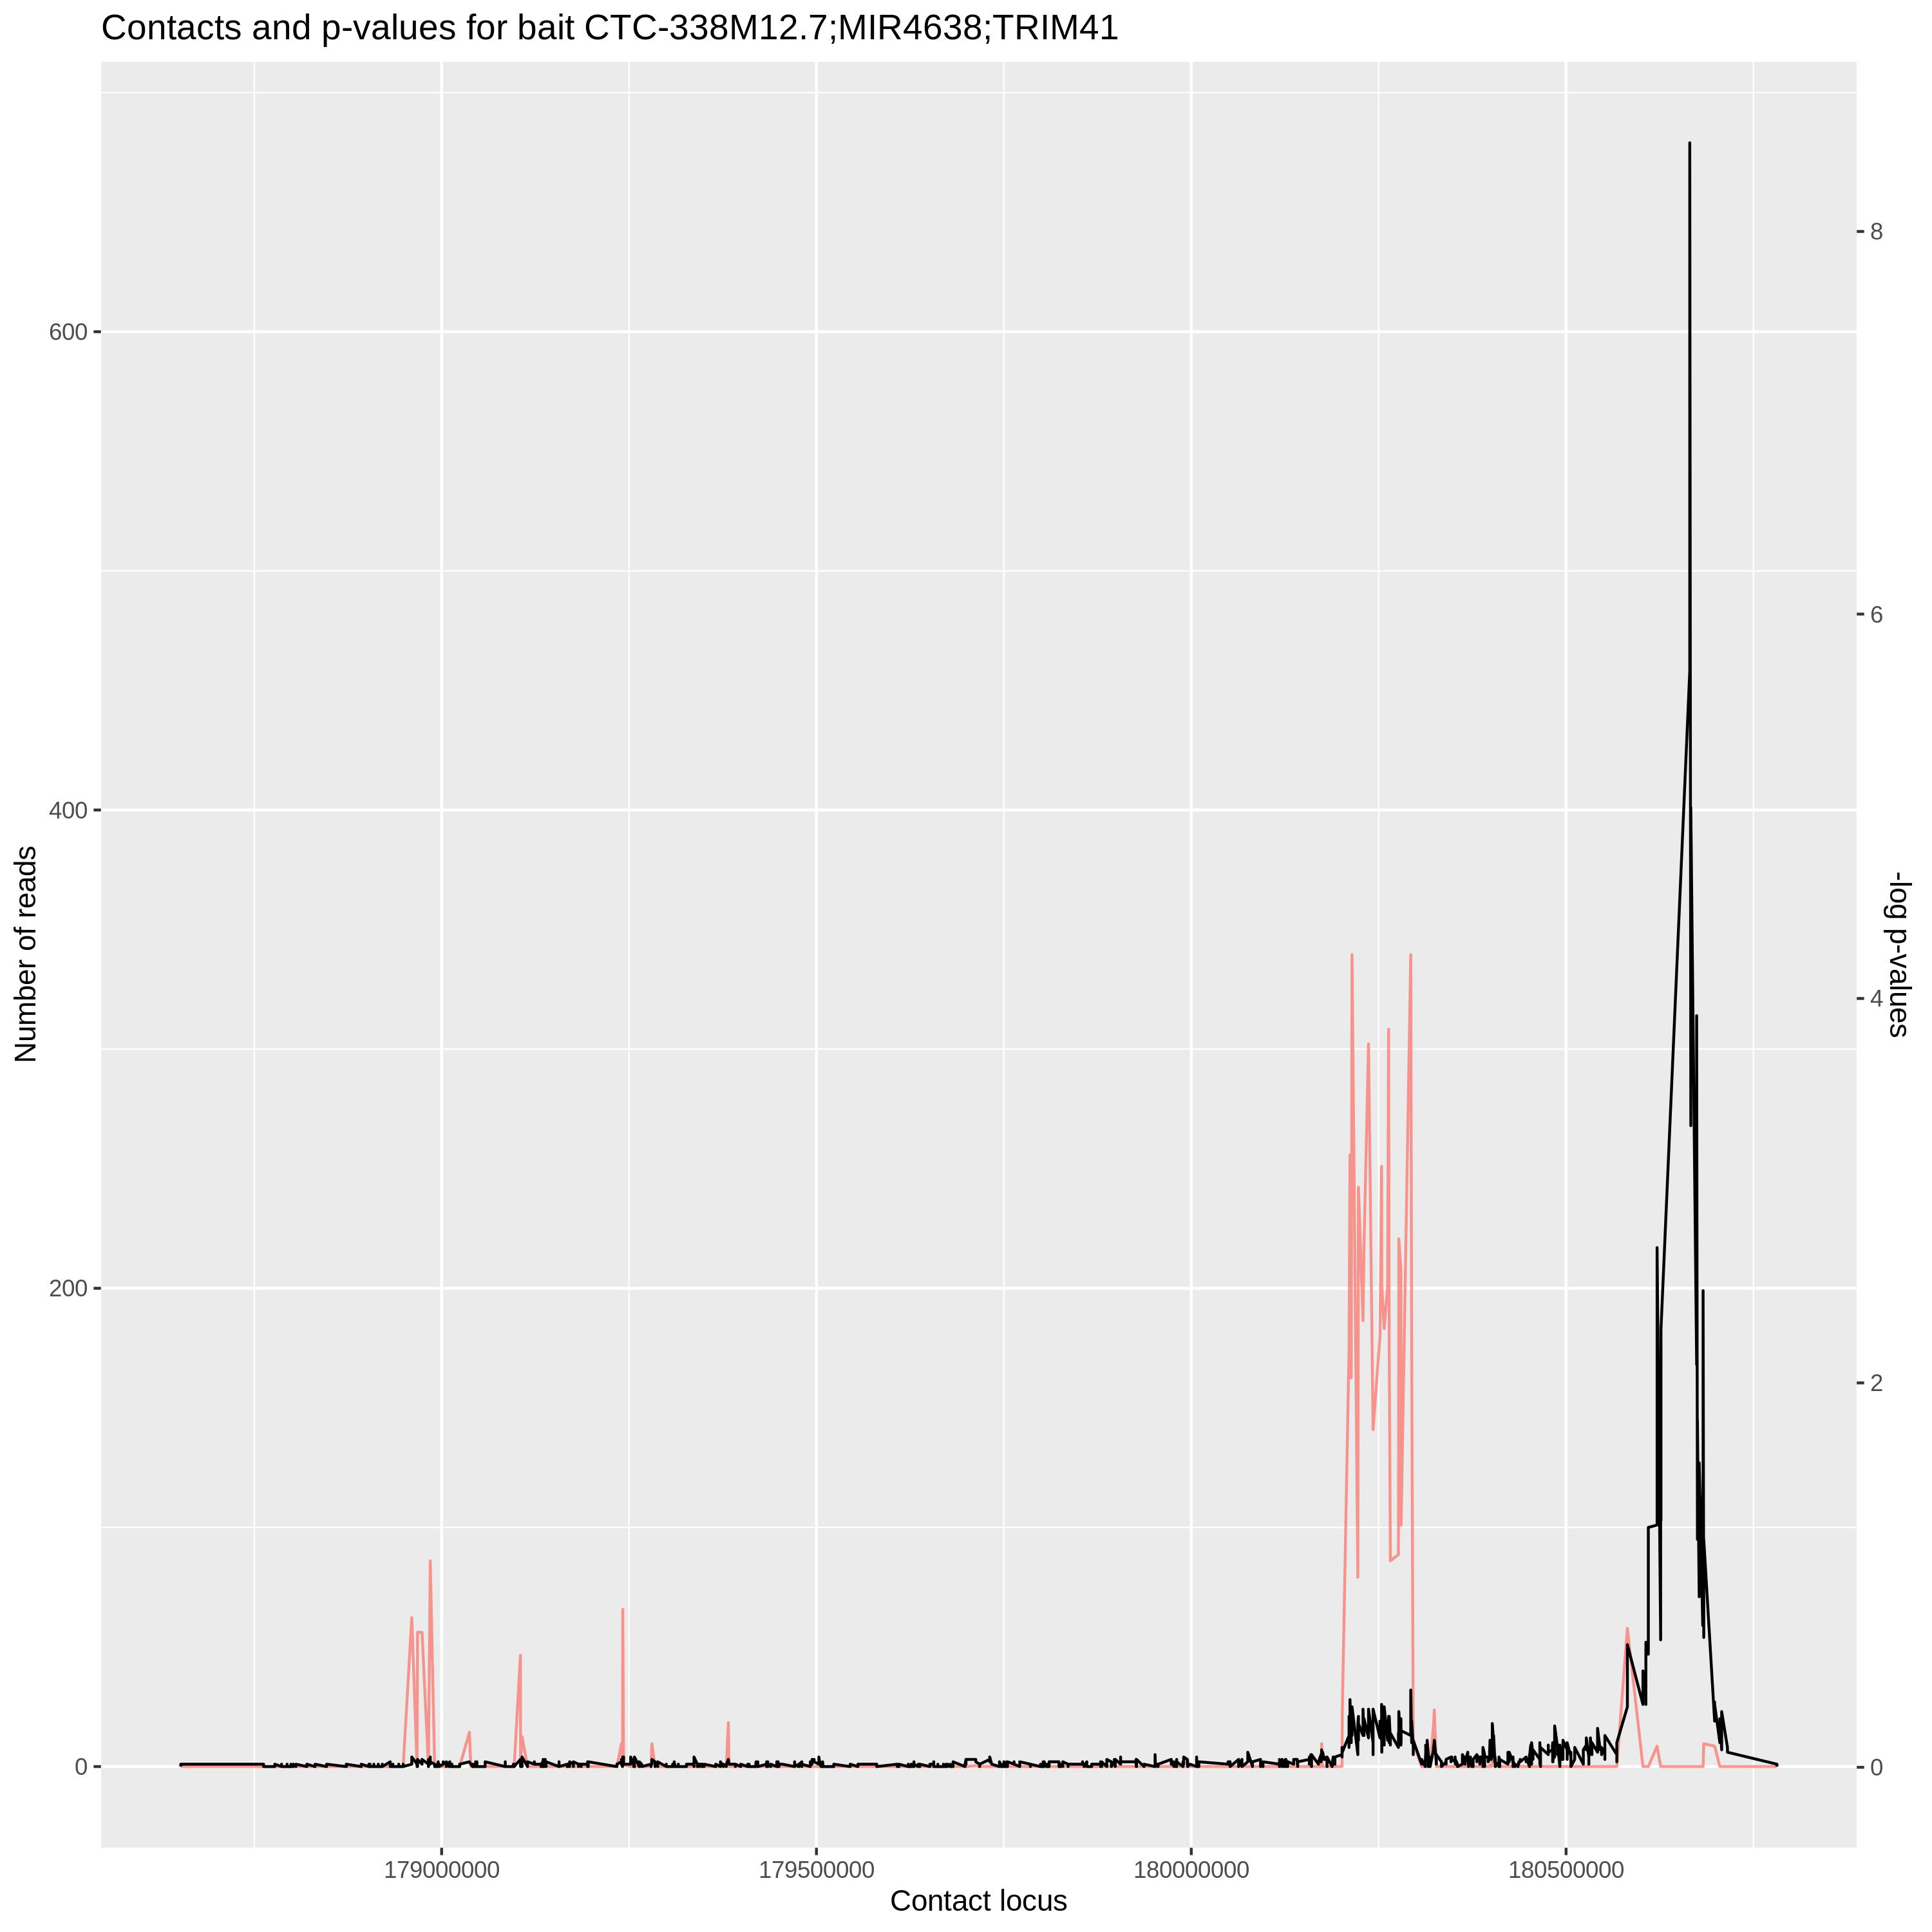 Contacts and p-values for bait CTC-338M12.7;MIR4638;TRIM41
600
400
200
0
Number of reads
8
6
4
2
0
-log p-values
179000000 179500000 180000000 180500000
Contact locus